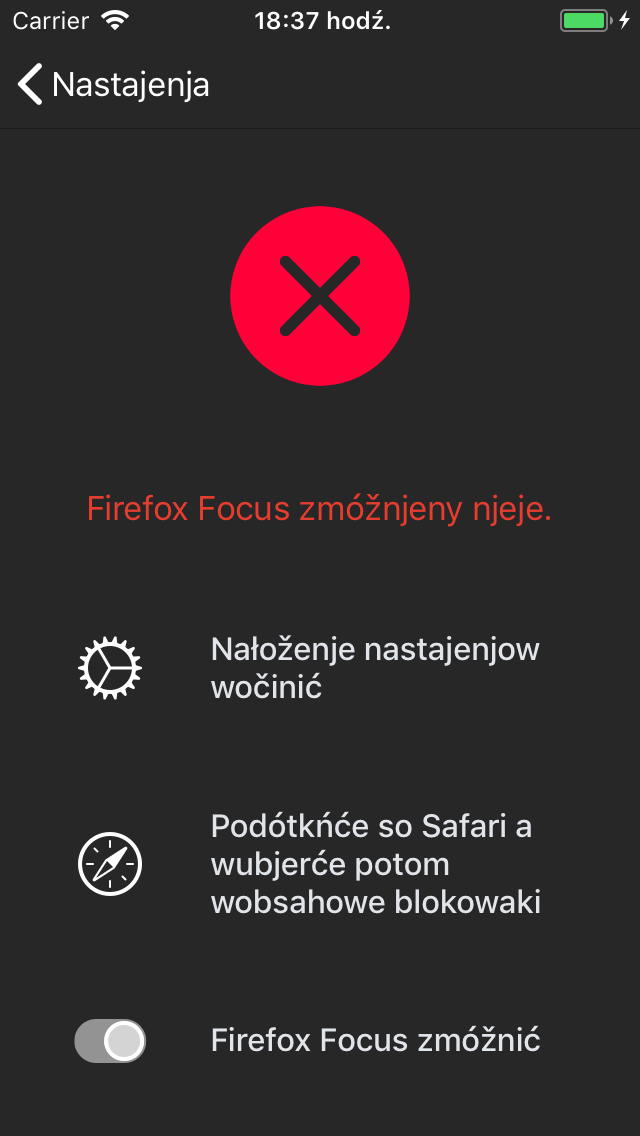 Carrier 18:37 hodź.
Nastajenja
Firefox Focus zmóžnjeny njeje.
Nałoženje nastajenjow
wočinić
Podótkńće so Safari a
wubjerće potom
wobsahowe blokowaki
Firefox Focus zmóžnić